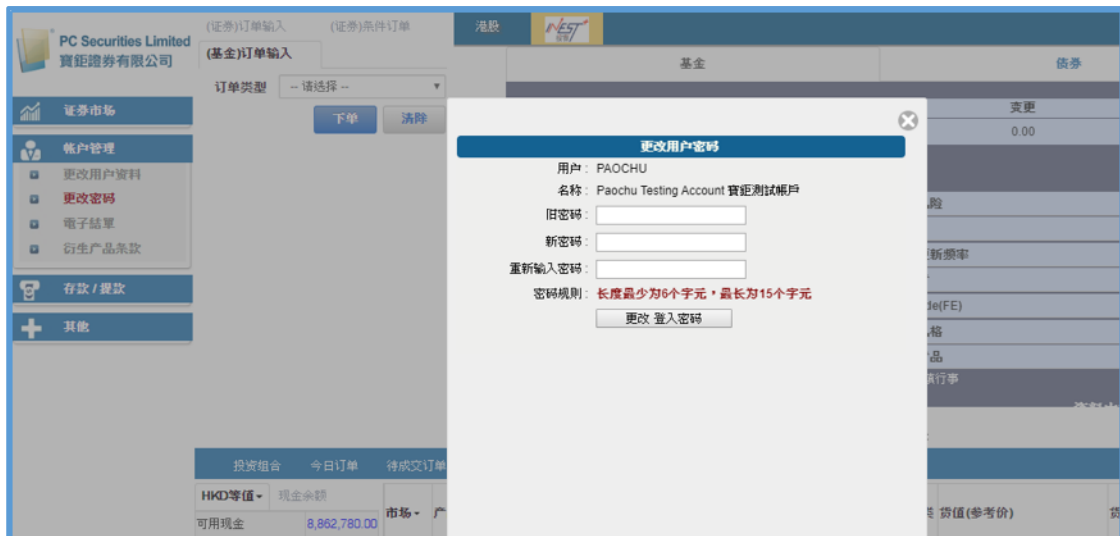 PC Securities Limited
寶鉅證券有限公司
(证券)订单输入
(证券)条件订单
(基金)订单输入
订单类型
-- 请选择 --
下单
清除
港股
iNEST
基金
债券
变更
0.00
证券市场
帐户管理
更改用户资料
更改密码
電子結單
衍生产品条款
存款 / 提款
其他
更改用户密码
用户 : PAOCHU
名称 : Paochu Testing Account 寶鉅測試帳戶
旧密码 :
新密码 :
重新输入密码 :
密码规则 : 长度最少为6个字元，最长为15个字元
更改 登入密码
险
新频率
de(FE)
格
品
行事
投资组合
今日订单
待成交订单
HKD等值
现金余额
可用现金
8,862,780.00
市场
产
货值(参考价)
货